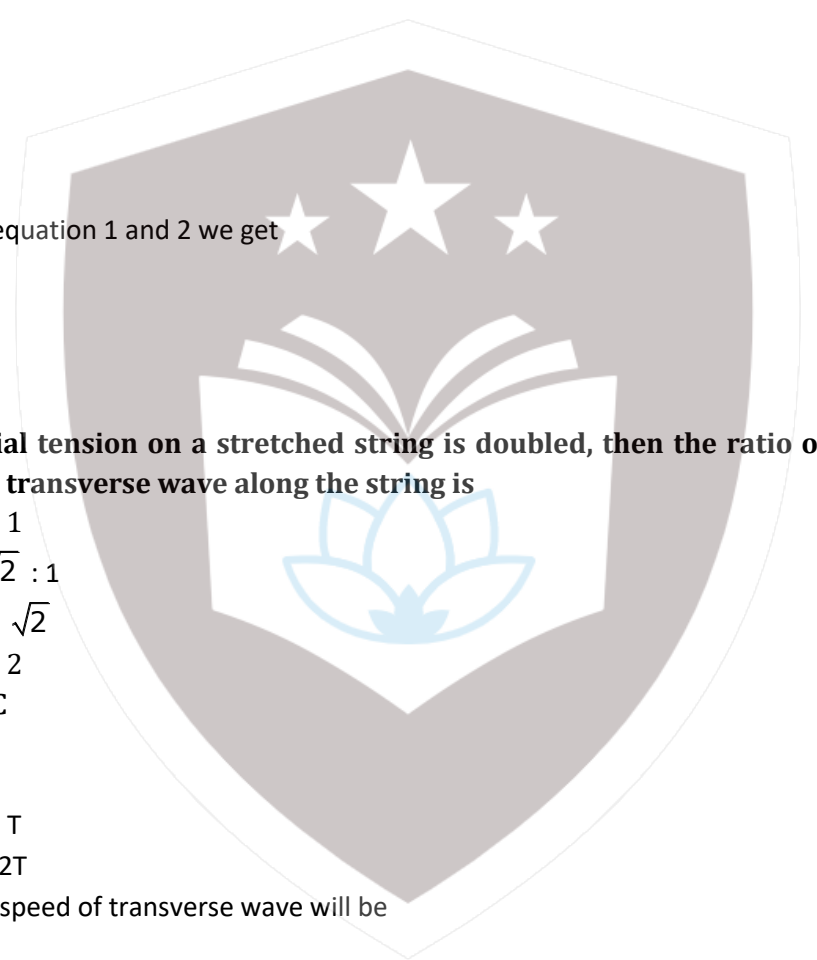 equation 1 and 2 we get
ial tension on a stretched string is doubled, then the ratio o
transverse wave along the string is
1
√2 : 1
√2
2
C
T
2T
speed of transverse wave will be